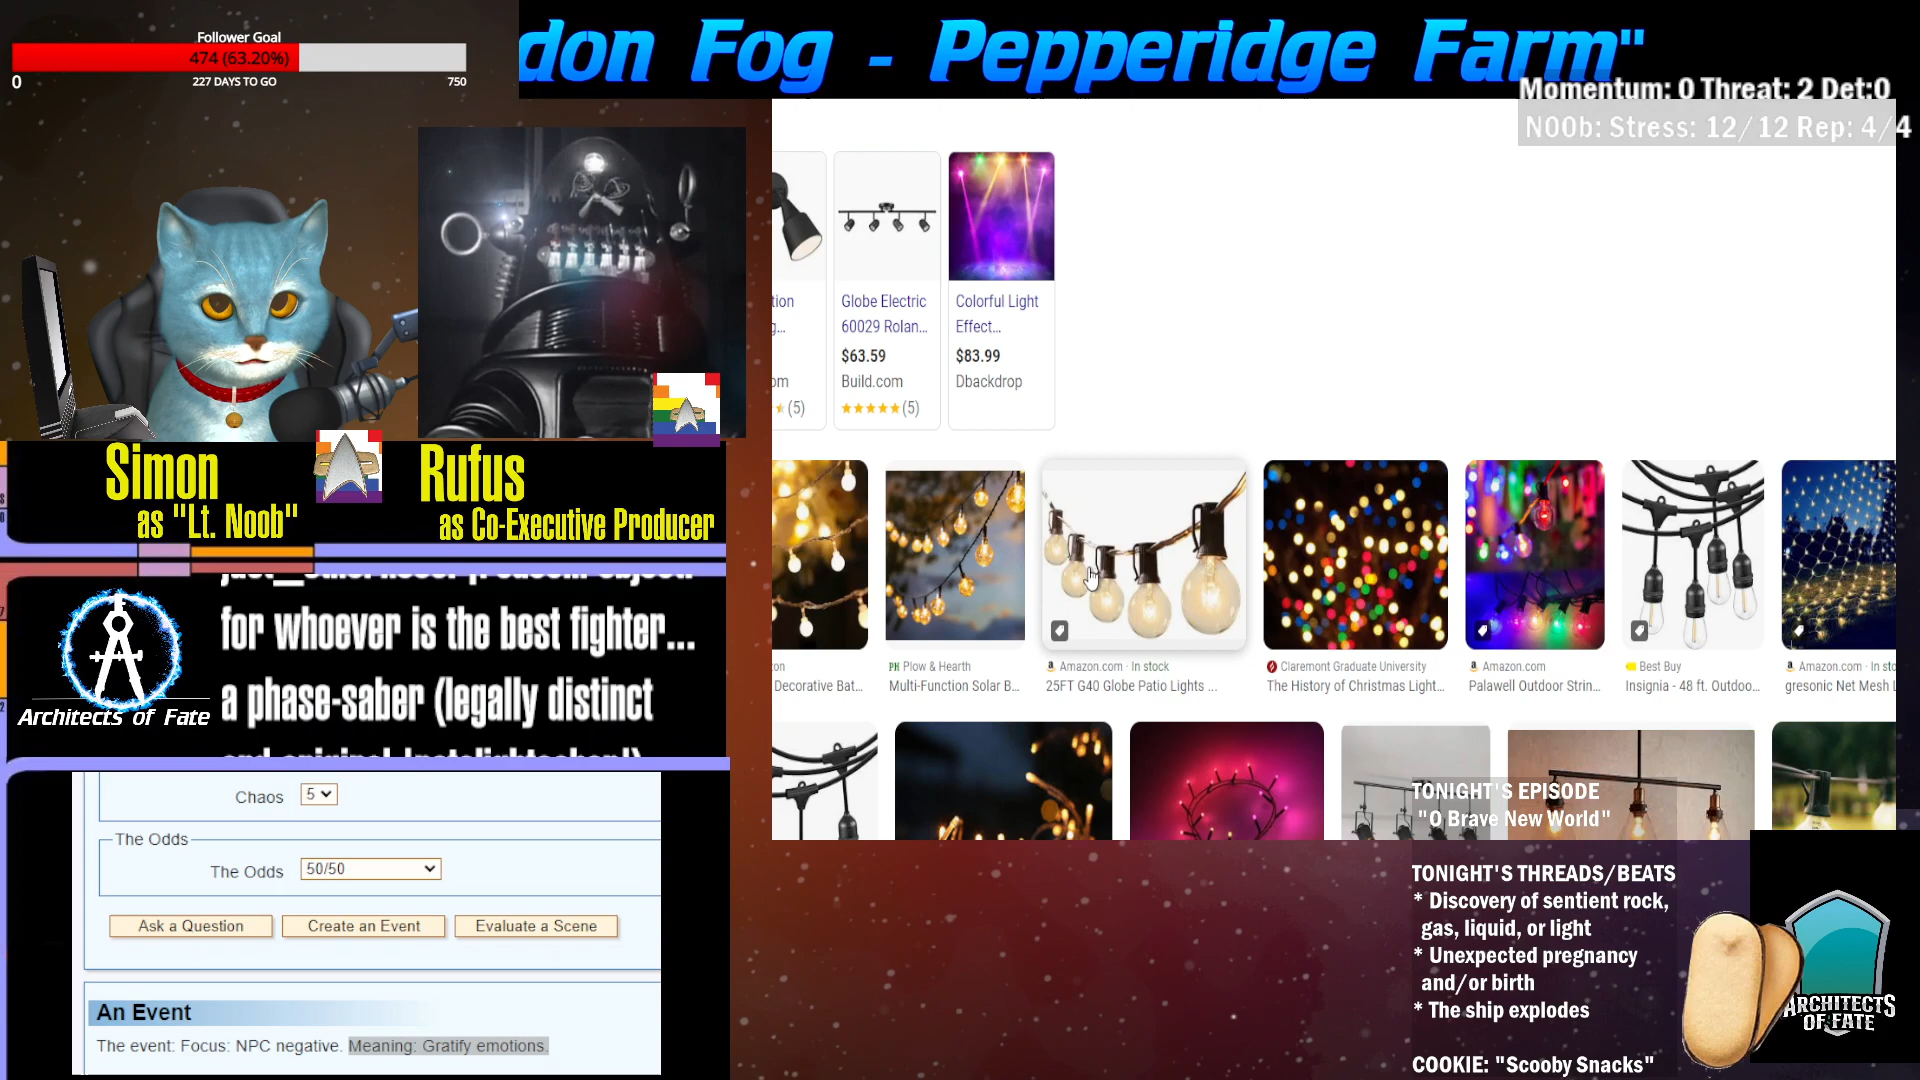 Follower Goal
474 (63.20%)
0
227 DAYS TO GO
750
don Fog - Pepperidge Farm"
Momentum: 0 Threat: 2 Det:0
N00b: Stress: 12/12 Rep: 4/4
tion
Globe Electric
Colorful Light
g...
60029 Rolan...
Effect...
$63.59
$83.99
om
Build.com
Dbackdrop
(5)
(5)
Simon
as "Lt. Noob"
Rufus
as Co-Executive Producer
for whoever is the best fighter...
a phase-saber (legally distinct
Architects of Fate
on
PH Plow & Hearth
Amazon.com · In stock
Claremont Graduate University
Amazon.com
Best Buy
Amazon.com · In sto
Decorative Bat...
Multi-Function Solar B...
25FT G40 Globe Patio Lights ...
The History of Christmas Light...
Palawell Outdoor Strin...
Insignia - 48 ft. Outdoo...
gresonic Net Mesh L
Chaos
5
The Odds
The Odds
50/50
Ask a Question
Create an Event
Evaluate a Scene
An Event
The event: Focus: NPC negative. Meaning: Gratify emotions.
TONIGHT'S EPISODE
"O Brave New World"
TONIGHT'S THREADS/BEATS
* Discovery of sentient rock,
gas, liquid, or light
* Unexpected pregnancy
and/or birth
* The ship explodes
COOKIE: "Scooby Snacks"
ARCHITECTS
OF FATE